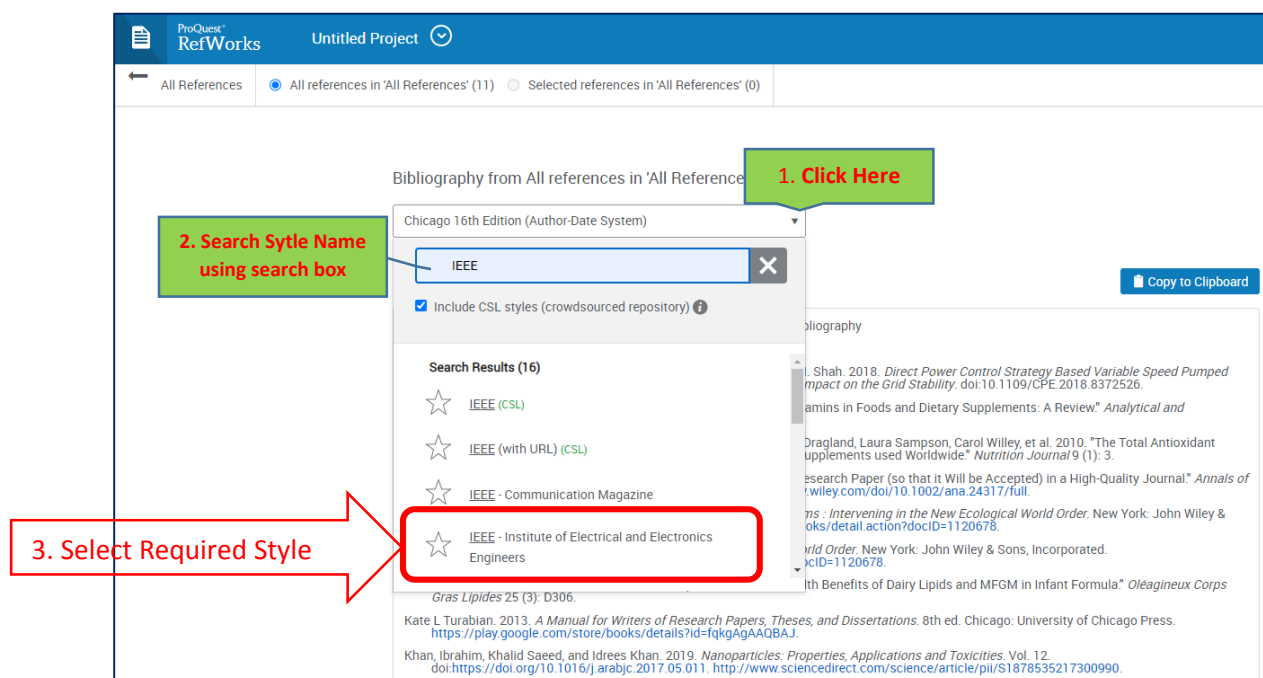 ProQuest°
RefWorks
Untitled Project
All References
All references in 'All References' (11)
Selected references in 'All References' (0)
Bibliography from All references in 'All Reference
1. Click Here
Chicago 16th Edition (Author-Date System)
2. Search Sytle Name
using search box
IEEE
Include CSL styles (crowdsourced repository)
Copy to Clipboard
bliography
Search Results (16)
IEEE (CSL)
IEEE (with URL) (CSL)
IEEE - Communication Magazine
IEEE - Institute of Electrical and Electronics
Engineers
3. Select Required Style
. Shah. 2018. Direct Power Control Strategy Based Variable Speed Pumped
mpact on the Grid Stability. doi:10.1109/CPE.2018.8372526.
amins in Foods and Dietary Supplements: A Review." Analytical and
Dragland, Laura Sampson, Carol Willey, et al. 2010. "The Total Antioxidant
upplements used Worldwide." Nutrition Journal 9 (1): 3.
esearch Paper (so that it Will be Accepted) in a High-Quality Journal." Annals of
.wiley.com/doi/10.1002/ana.24317/full.
ms : Intervening in the New Ecological World Order. New York: John Wiley &
oks/detail.action?docID=1120678.
orld Order. New York: John Wiley & Sons, Incorporated.
ocID=1120678.
lth Benefits of Dairy Lipids and MFGM in Infant Formula." Oléagineux Corps
Gras Lipides 25 (3): D306.
Kate L Turabian. 2013. A Manual for Writers of Research Papers, Theses, and Dissertations. 8th ed. Chicago: University of Chicago Press.
https://play.google.com/store/books/details?id=fqkgAgAAQBAJ.
Khan, Ibrahim, Khalid Saeed, and Idrees Khan. 2019. Nanoparticles: Properties, Applications and Toxicities. Vol. 12.
doi:https://doi.org/10.1016/j.arabjc.2017.05.011. http://www.sciencedirect.com/science/article/pii/S1878535217300990.